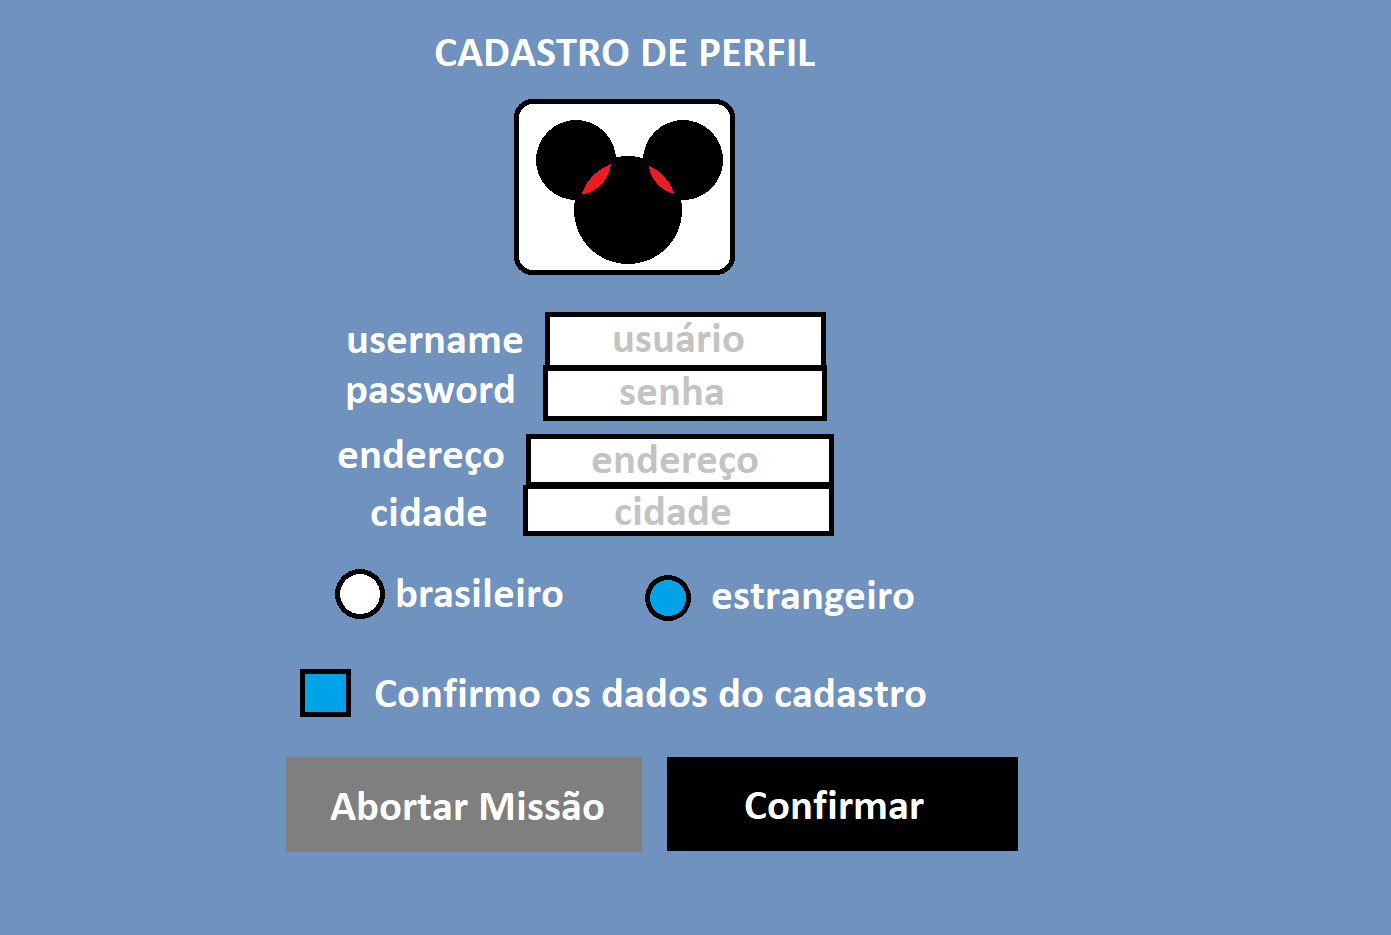 CADASTRO DE PERFIL
username usuário
password senha
endereço endereço
cidade cidade
brasileiro estrangeiro
Confirmo os dados do cadastro
Abortar Missão Confirmar